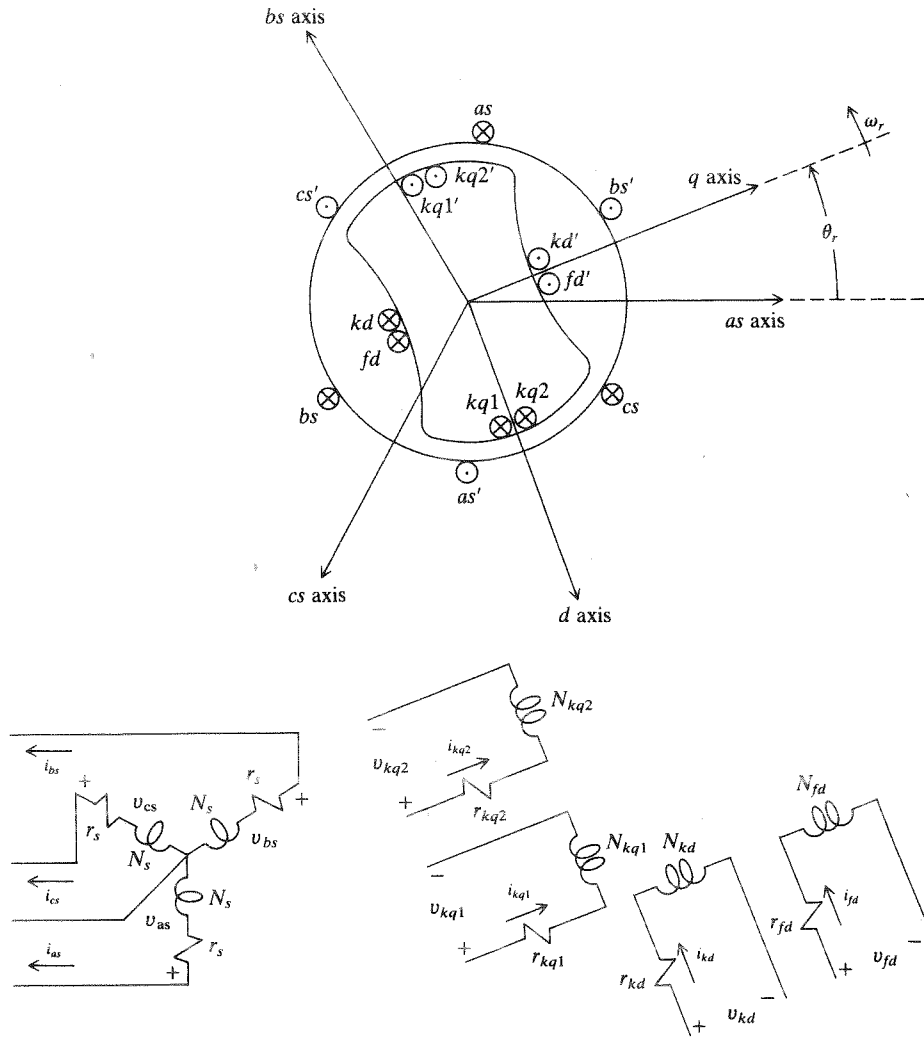 bs axis
as
ω_r
q axis
bs'
cs'
kq2'
kq1'
θ_r
kd'
fd'
as axis
kd
fd
kq1
kq2
cs
bs
as'
cs axis
d axis
N_kq2
i_bs
i_kq2
v_kq2
r_kq2
+
−
r_s
v_cs
N_s
v_bs
+
+
r_s
N_s
N_fd
N_kq1
N_kd
i_cs
N_s
v_as
i_as
r_s
+
−
v_kq1
i_kq1
+
r_kq1
r_kd
i_kd
+
v_kd
−
r_fd
i_fd
+
v_fd
−